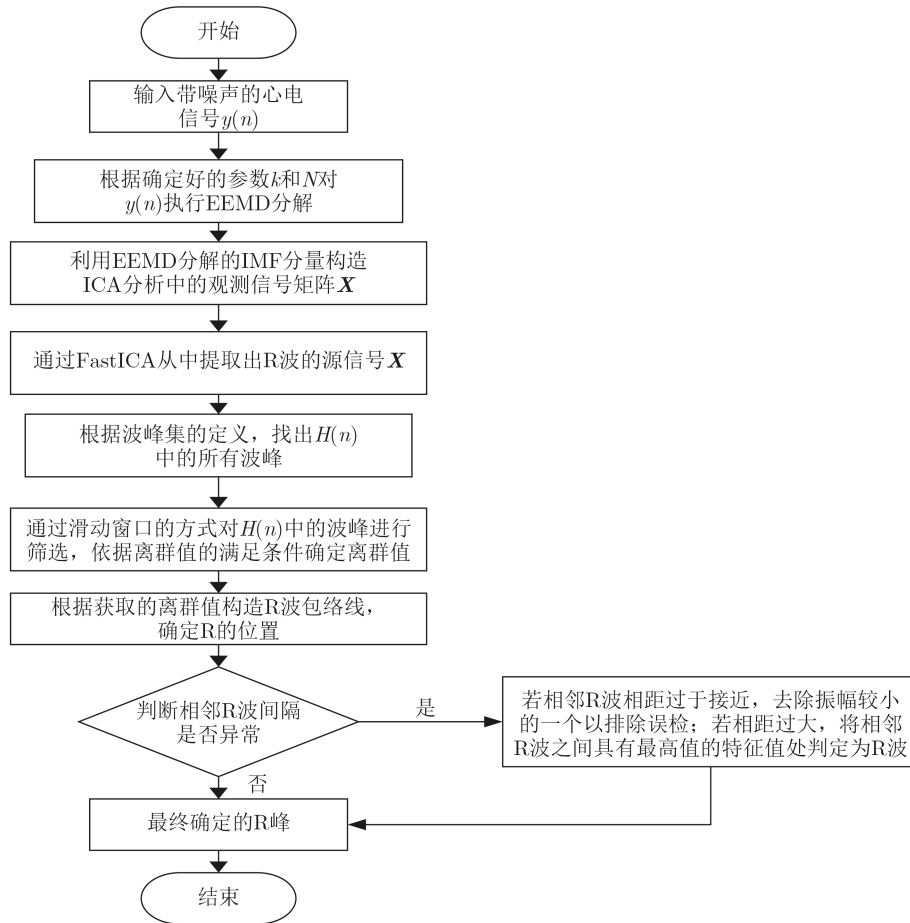 开始
输入带噪声的心电
信号y(n)
根据确定好的参数k和N对
y(n)执行EEMD分解
利用EEMD分解的IMF分量构造
ICA分析中的观测信号矩阵X
通过FastICA从中提取出R波的源信号X
根据波峰集的定义，找出H(n)
中的所有波峰
通过滑动窗口的方式对H(n)中的波峰进行
筛选，依据离群值的满足条件确定离群值
根据获取的离群值构造R波包络线，
确定R的位置
判断相邻R波间隔
是否异常
是
若相邻R波相距过于接近，去除振幅较小
的一个以排除误检；若相距过大，将相邻
R波之间具有最高值的特征值处判定为R波
否
最终确定的R峰
结束